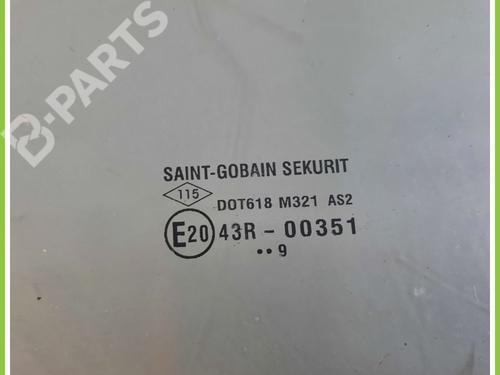 B-PARTS
SAINT-GOBAIN SEKURIT
115
DOT618 M321 AS2
E20 43R - 00351
•• 9